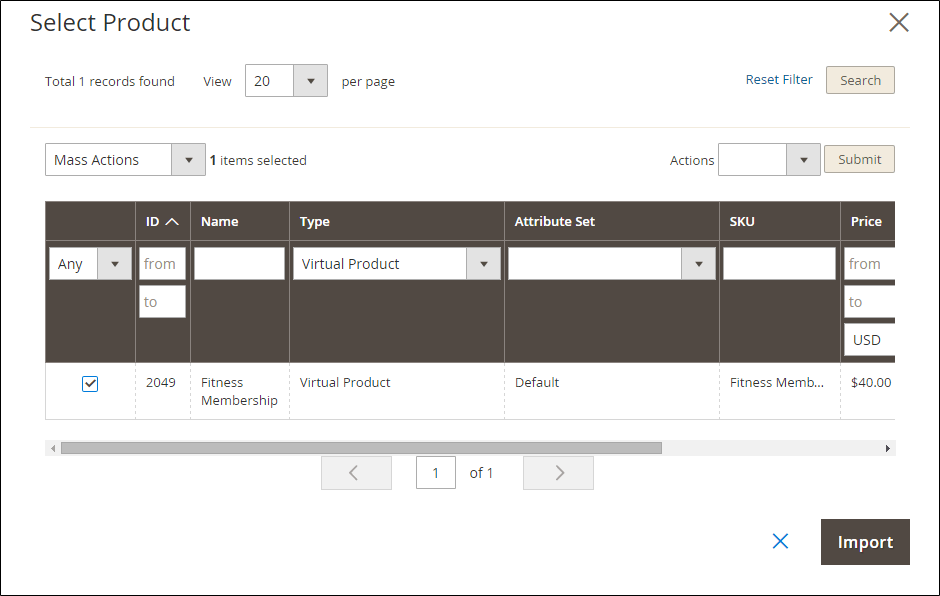 Select Product
Total 1 records found View 20 per page Reset Filter Search
Mass Actions 1 items selected Actions Submit
ID Name Type Attribute Set SKU Price
Any from Virtual Product from
to to
USD
2049 Fitness Virtual Product Default Fitness Memb... $40.00
Membership
1 of 1
Import